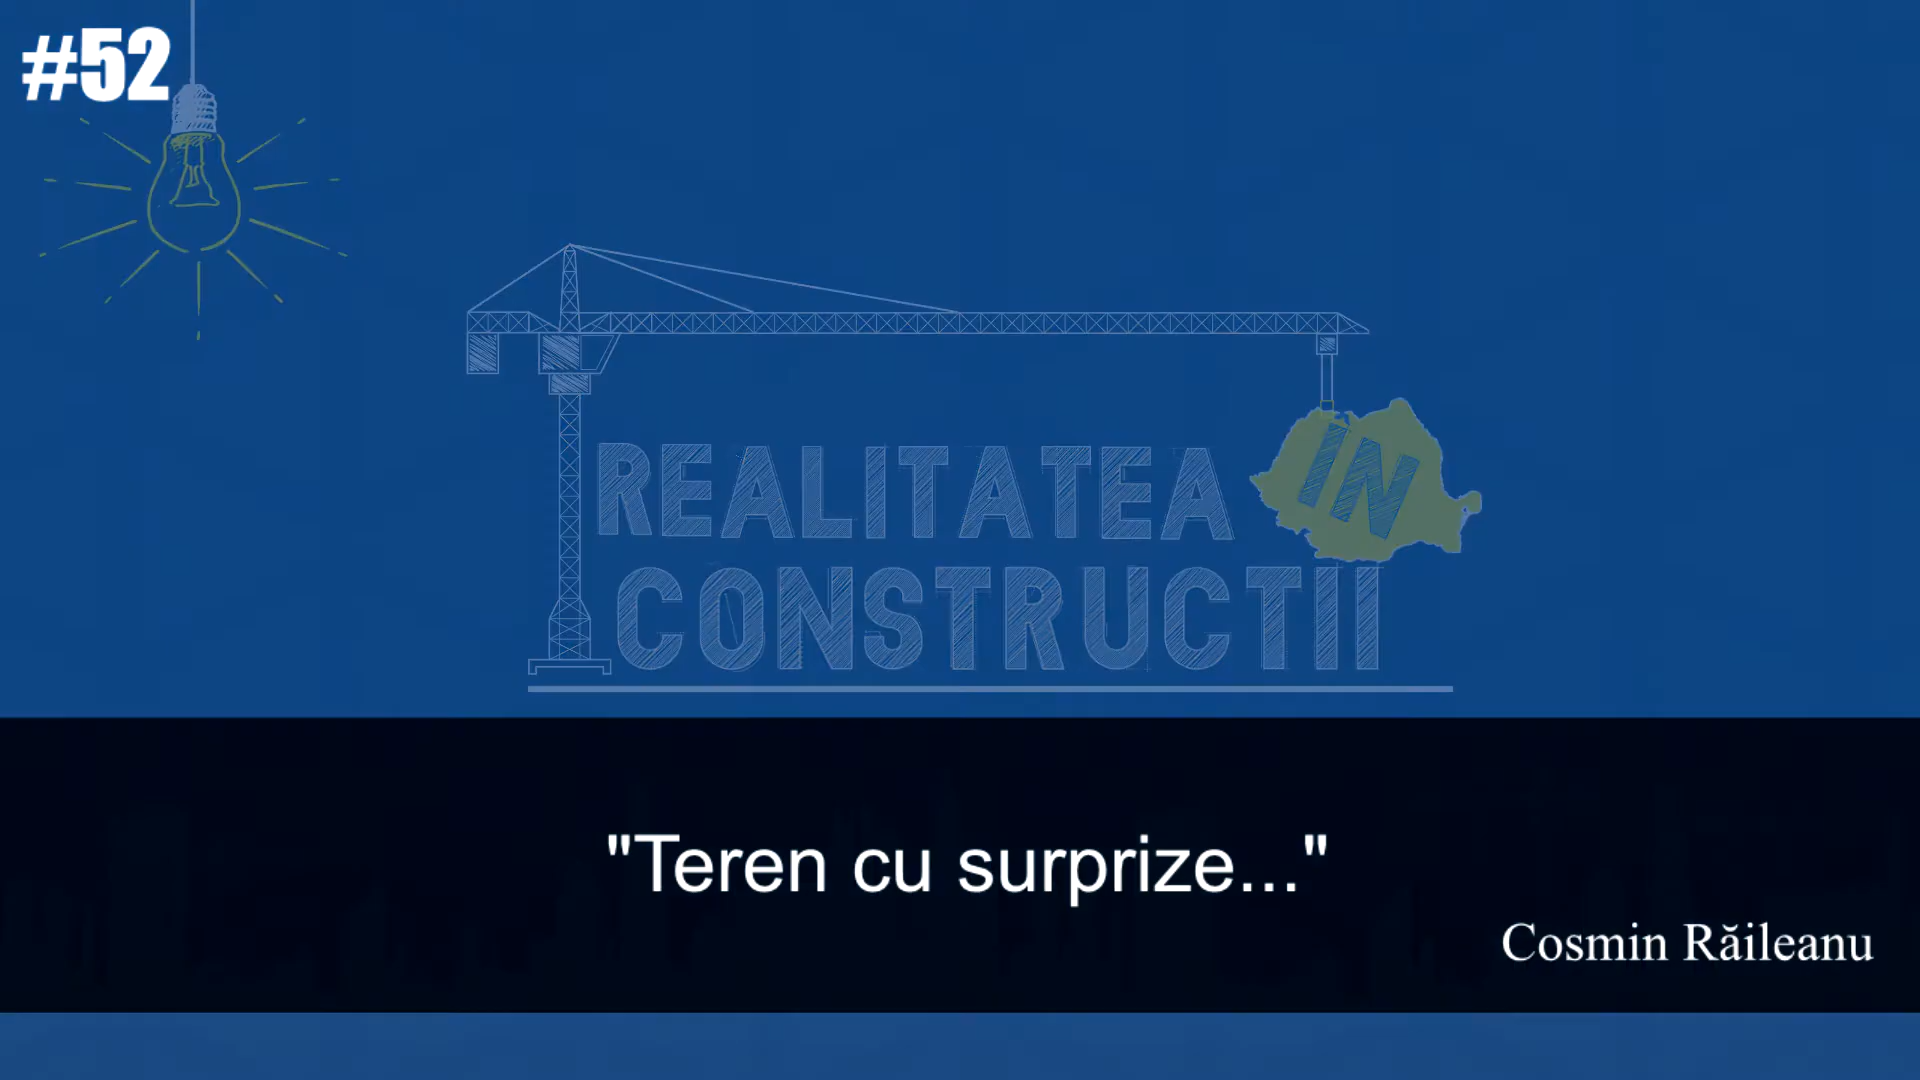 #52
REALITATEA IN
CONSTRUCTII
"Teren cu surprize..."
Cosmin Răileanu